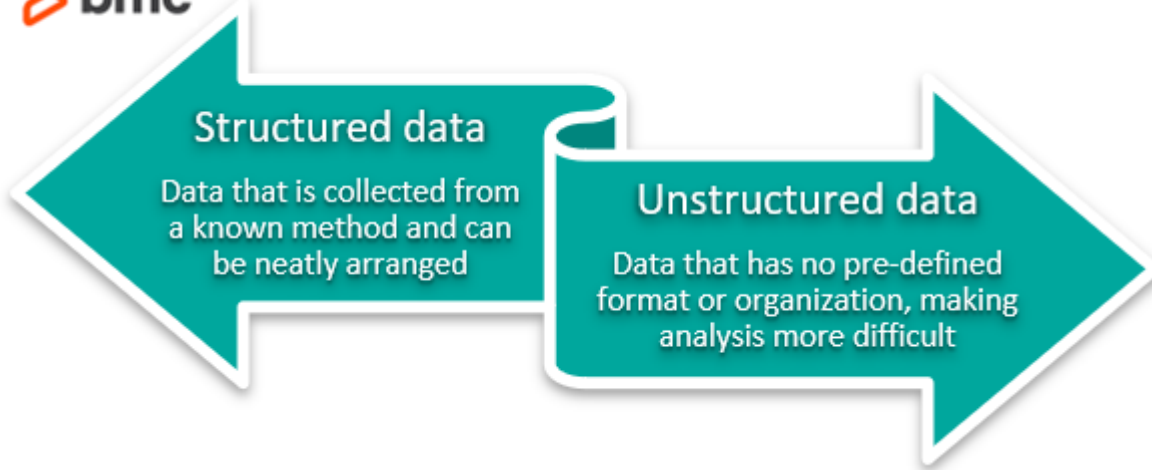 bmc
Structured data
Data that is collected from
a known method and can
be neatly arranged
Unstructured data
Data that has no pre-defined
format or organization, making
analysis more difficult